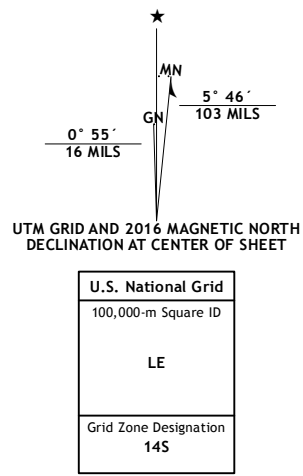 ★
MN
5° 46´
103 MILS
GN
0° 55´
16 MILS
UTM GRID AND 2016 MAGNETIC NORTH
DECLINATION AT CENTER OF SHEET
U.S. National Grid
100,000-m Square ID
LE
Grid Zone Designation
14S